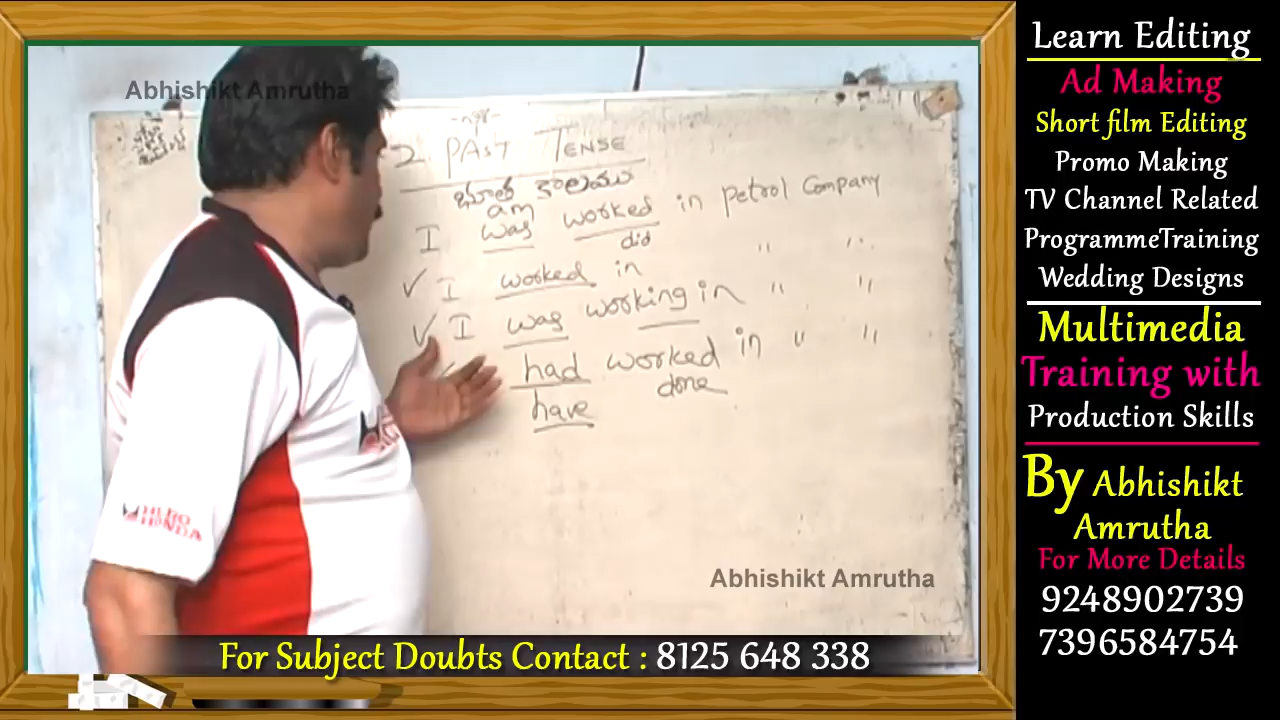 Abhishikt Amrutha
2 PAST TENSE
భూత కాలము
am
I was worked in petrol Company
did
✓ I worked in " "
✓ I was working in " "
had worked in " "
have done
HERO HONDA
Abhishikt Amrutha
For Subject Doubts Contact : 8125 648 338
Learn Editing
Ad Making
Short film Editing
Promo Making
TV Channel Related
ProgrammeTraining
Wedding Designs
Multimedia
Training with
Production Skills
By Abhishikt
Amrutha
For More Details
9248902739
7396584754